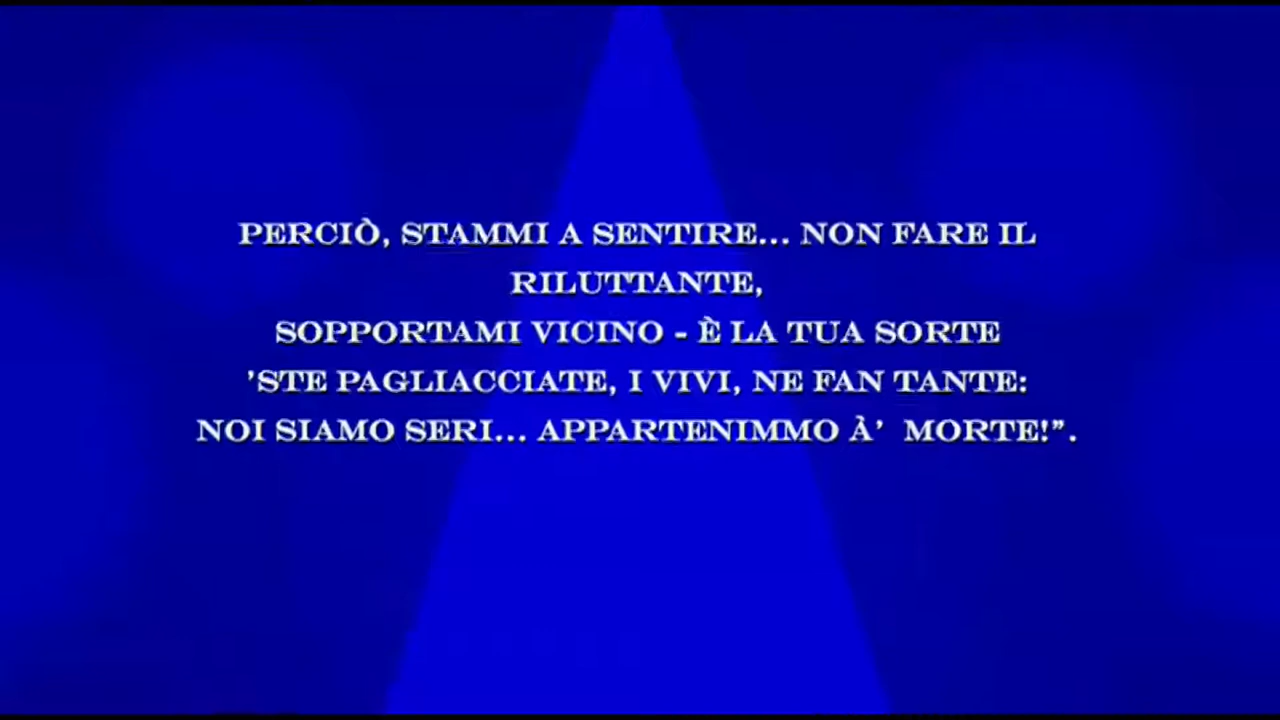 PERCIÒ, STAMMI A SENTIRE... NON FARE IL
RILUTTANTE,
SOPPORTAMI VICINO - È LA TUA SORTE
'STE PAGLIACCIATE, I VIVI, NE FAN TANTE:
NOI SIAMO SERI... APPARTENIMMO À’  MORTE!”.